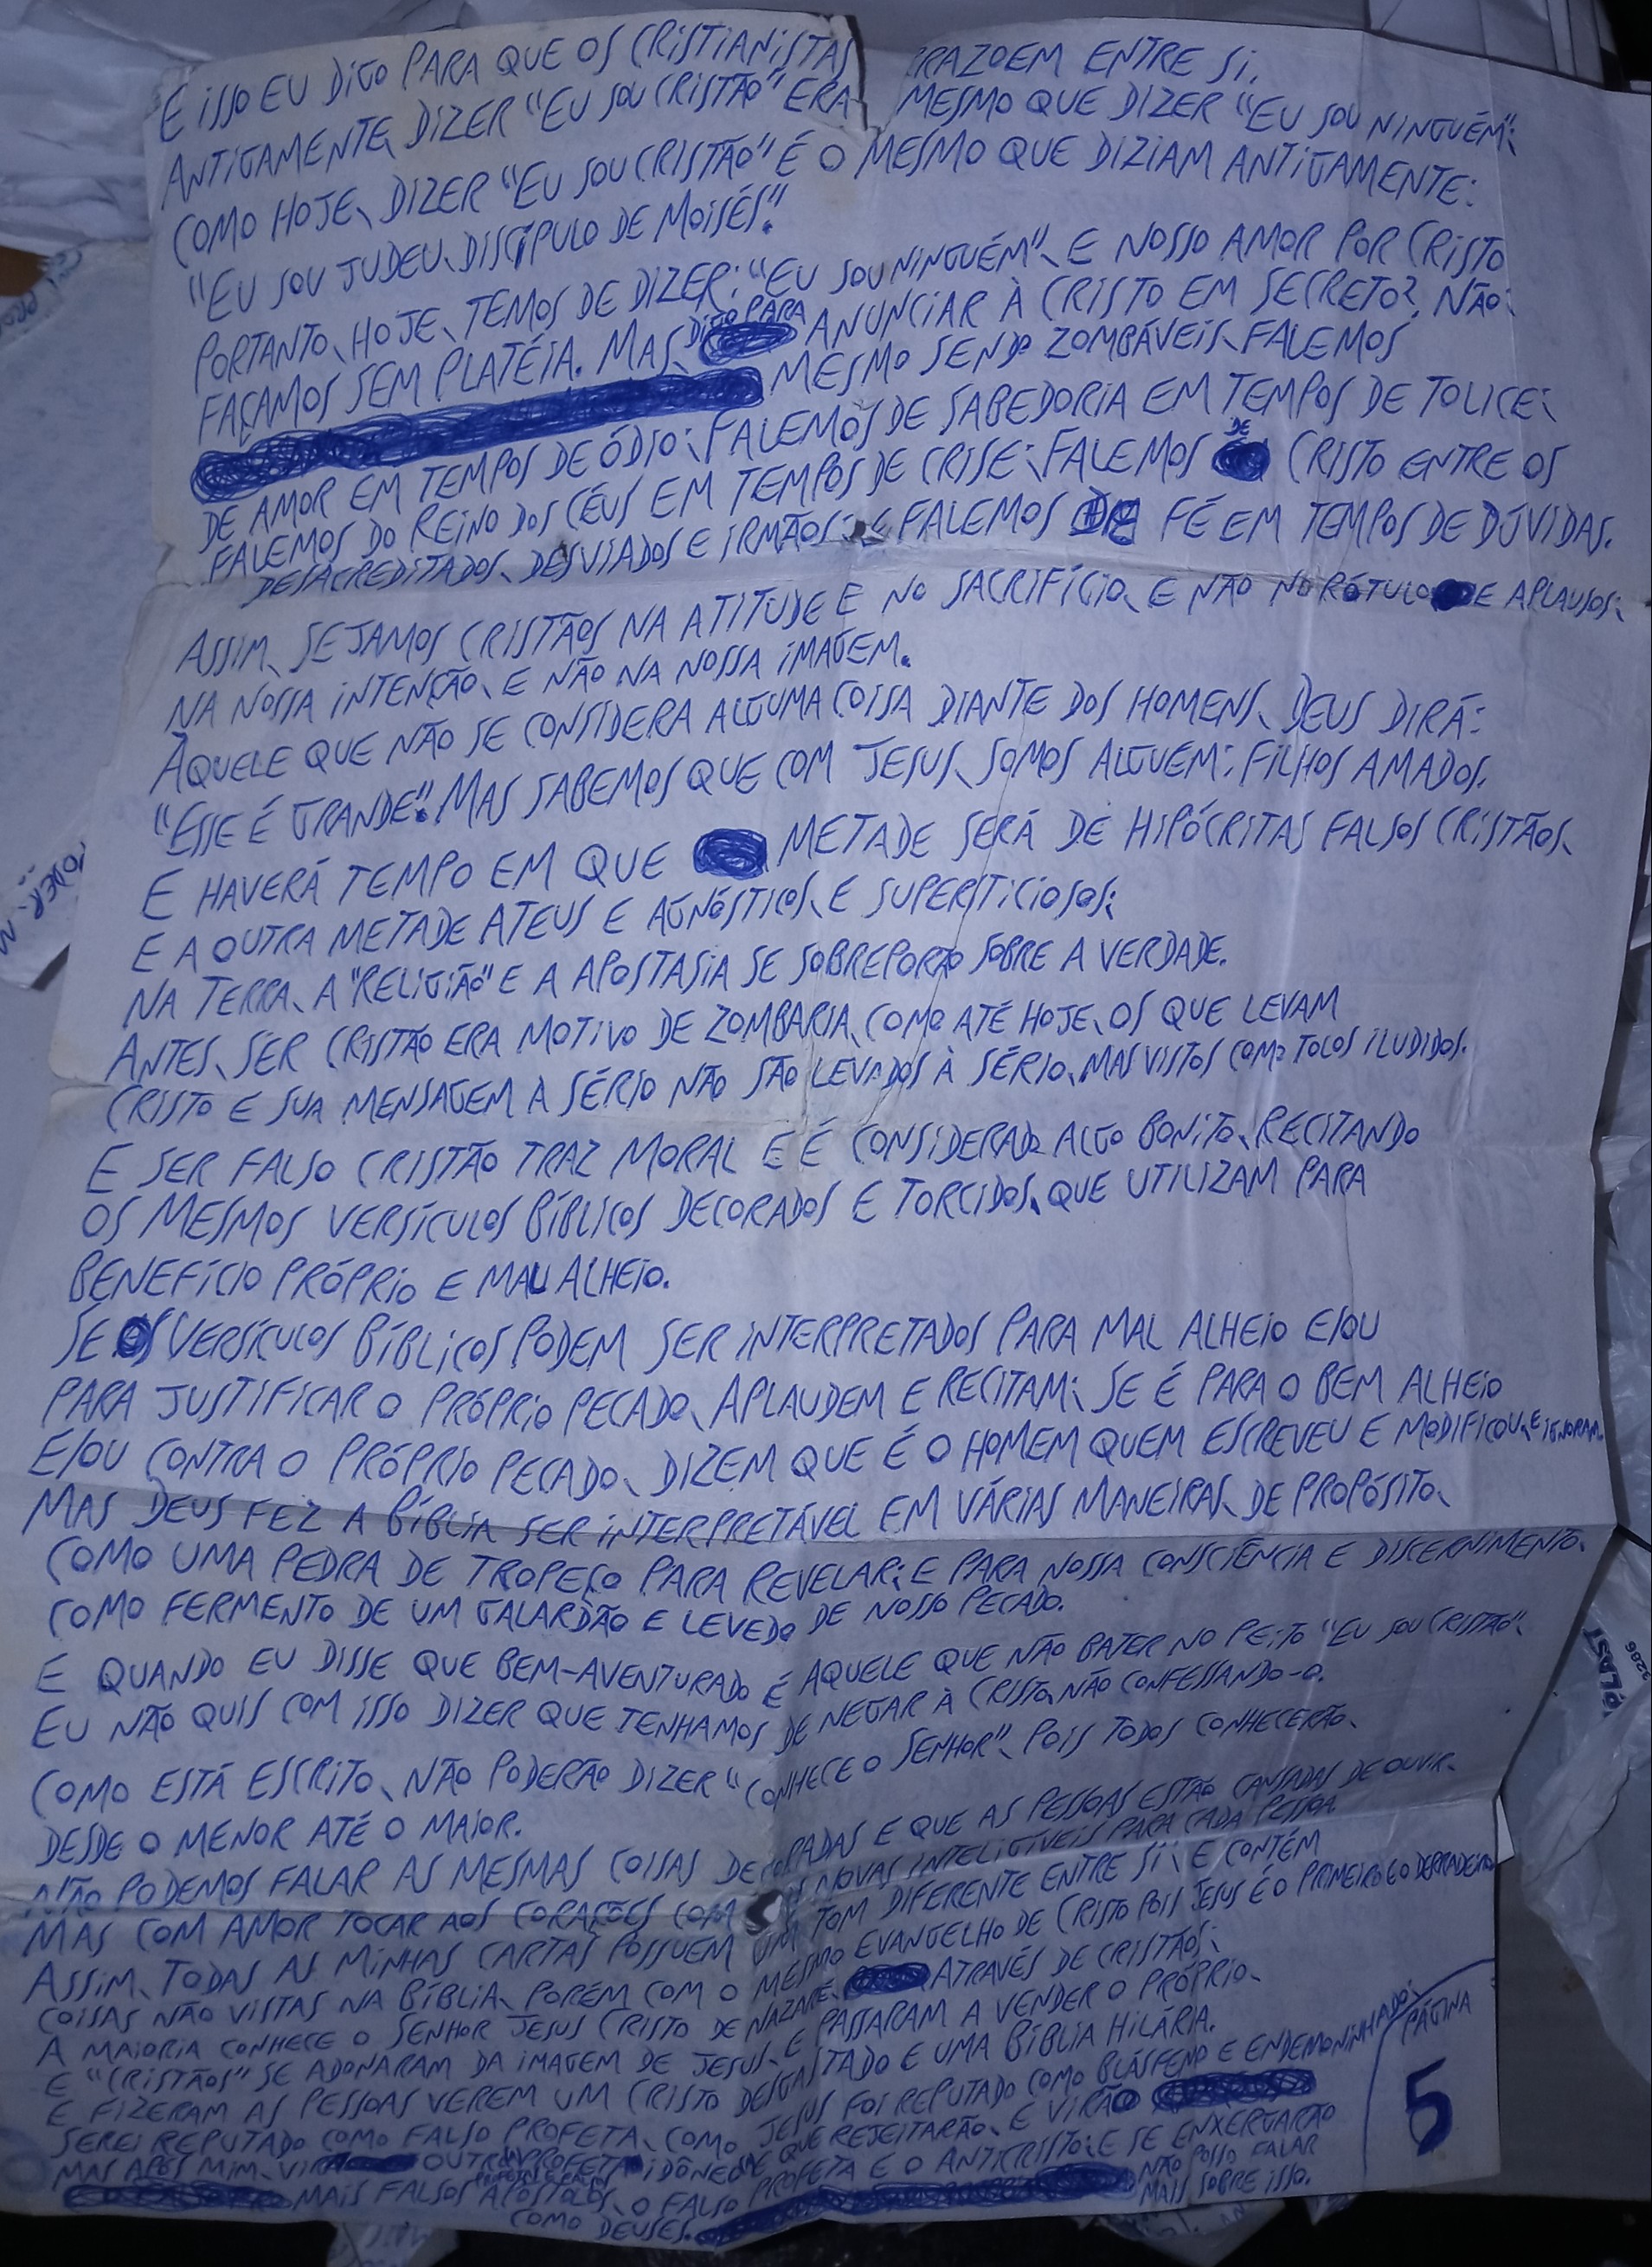 E ISSO EU DIGO PARA QUE OS CRISTIANISTAS RRAZOEM ENTRE SI.
ANTIGAMENTE, DIZER "EU SOU CRISTÃO" ERA MESMO QUE DIZER "EU SOU NINGUÉM";
COMO HOJE, DIZER "EU SOU CRISTÃO" É O MESMO QUE DIZIAM ANTIGAMENTE:
"EU SOU JUDEU, DISCÍPULO DE MOISÉS".
PORTANTO, HOJE, TEMOS DE DIZER: "EU SOU NINGUÉM", E NOSSO AMOR POR CRISTO
FAÇAMOS SEM PLATÉIA. MAS, DIGO PARA ANUNCIAR À CRISTO EM SECRETO? NÃO;
MESMO SENDO ZOMBÁVEIS, FALEMOS
DE AMOR EM TEMPOS DE ÓDIO; FALEMOS DE SABEDORIA EM TEMPOS DE TOLICE;
FALEMOS DO REINO DOS CÉUS EM TEMPOS DE CRISE; FALEMOS DE CRISTO ENTRE OS
DESACREDITADOS, DESVIADOS E IRMÃOS; E FALEMOS DE FÉ EM TEMPOS DE DÚVIDAS.
ASSIM, SEJAMOS CRISTÃOS NA ATITUDE E NO SACRIFÍCIO, E NÃO NO RÓTULO E APLAUSOS;
NA NOSSA INTENÇÃO, E NÃO NA NOSSA IMAGEM.
ÀQUELE QUE NÃO SE CONSIDERA ALGUMA COISA DIANTE DOS HOMENS, DEUS DIRÁ:
"ESSE É GRANDE". MAS SABEMOS QUE COM JESUS, SOMOS ALGUÉM; FILHOS AMADOS.
E HAVERÁ TEMPO EM QUE METADE SERÁ DE HIPÓCRITAS FALSOS CRISTÃOS,
E A OUTRA METADE ATEUS E AGNÓSTICOS, E SUPERSTICIOSOS;
NA TERRA, A "RELIGIÃO" E A APOSTASIA SE SOBREPORÃO SOBRE A VERDADE.
ANTES, SER CRISTÃO ERA MOTIVO DE ZOMBARIA, COMO ATÉ HOJE, OS QUE LEVAM
CRISTO E SUA MENSAGEM A SÉRIO NÃO SÃO LEVADOS À SÉRIO, MAS VISTOS COMO TOLOS ILUDIDOS.
E SER FALSO CRISTÃO TRAZ MORAL E É CONSIDERADO ALGO BONITO, RECITANDO
OS MESMOS VERSÍCULOS BÍBLICOS DECORADOS E TORCIDOS, QUE UTILIZAM PARA
BENEFÍCIO PRÓPRIO E MAL ALHEIO.
SE OS VERSÍCULOS BÍBLICOS PODEM SER INTERPRETADOS PARA MAL ALHEIO E/OU
PARA JUSTIFICAR O PRÓPRIO PECADO, APLAUDEM E RECITAM; SE É PARA O BEM ALHEIO
E/OU CONTRA O PRÓPRIO PECADO, DIZEM QUE É O HOMEM QUEM ESCREVEU E MODIFICOU, E IGNORAM.
MAS DEUS FEZ A BÍBLIA SER INTERPRETÁVEL EM VÁRIAS MANEIRAS, DE PROPÓSITO,
COMO UMA PEDRA DE TROPEÇO PARA REVELAR; E PARA NOSSA CONSCIÊNCIA E DISCERNIMENTO,
COMO FERMENTO DE UM GALARDÃO E LEVEDO DE NOSSO PECADO.
E QUANDO EU DISSE QUE BEM-AVENTURADO É AQUELE QUE NÃO BATER NO PEITO "EU SOU CRISTÃO",
EU NÃO QUIS COM ISSO DIZER QUE TENHAMOS DE NEGAR À CRISTO, NÃO CONFESSANDO-O.
COMO ESTÁ ESCRITO, NÃO PODERÃO DIZER "CONHECE O SENHOR", POIS TODOS CONHECERÃO,
DESDE O MENOR ATÉ O MAIOR.
NÃO PODEMOS FALAR AS MESMAS COISAS DECORADAS E QUE AS PESSOAS ESTÃO CANSADAS DE OUVIR.
MAS COM AMOR TOCAR AOS CORAÇÕES COM NOVAS INTELIGÍVEIS PARA CADA PESSOA
ASSIM, TODAS AS MINHAS CARTAS POSSUEM UM TOM DIFERENTE ENTRE SI; E CONTÉM
COISAS NÃO VISTAS NA BÍBLIA, PORÉM COM O MESMO EVANGELHO DE CRISTO POIS JESUS É O PRIMEIRO E O DERRADEIRO
A MAIORIA CONHECE O SENHOR JESUS CRISTO DE NAZARÉ, ATRAVÉS DE CRISTÃOS;
E "CRISTÃOS" SE ADONARAM DA IMAGEM DE JESUS, E PASSARAM A VENDER O PRÓPRIO,
E FIZERAM AS PESSOAS VEREM UM CRISTO DESGASTADO E UMA BÍBLIA HILÁRIA.
SEREI REPUTADO COMO FALSO PROFETA, COMO JESUS FOI REPUTADO COMO BLÁSFEMO E ENDEMONINHADO;
MAS APÓS MIM, VIRÁ OUTRO PROFETA IDÔNEO QUE REJEITARÃO, E VIRÃO
MAIS FALSOS PROFETAS E FALSOS APÓSTOLOS, O FALSO PROFETA E O ANTICRISTO; E SE ENXERGARÃO
COMO DEUSES. NÃO POSSO FALAR
MAIS SOBRE ISSO.
PÁGINA
5
PLAST